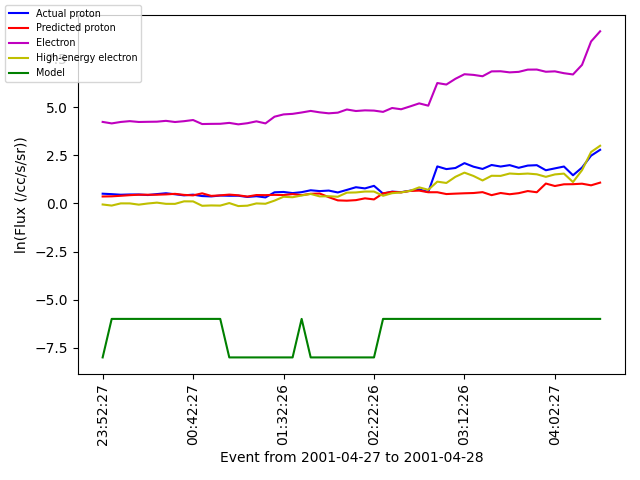 Actual proton
Predicted proton
Electron
High-energy electron
Model
5.0
2.5
0.0
−2.5
−5.0
−7.5
ln(Flux (/cc/s/sr))
23:52:27
00:42:27
01:32:26
02:22:26
03:12:26
04:02:27
Event from 2001-04-27 to 2001-04-28